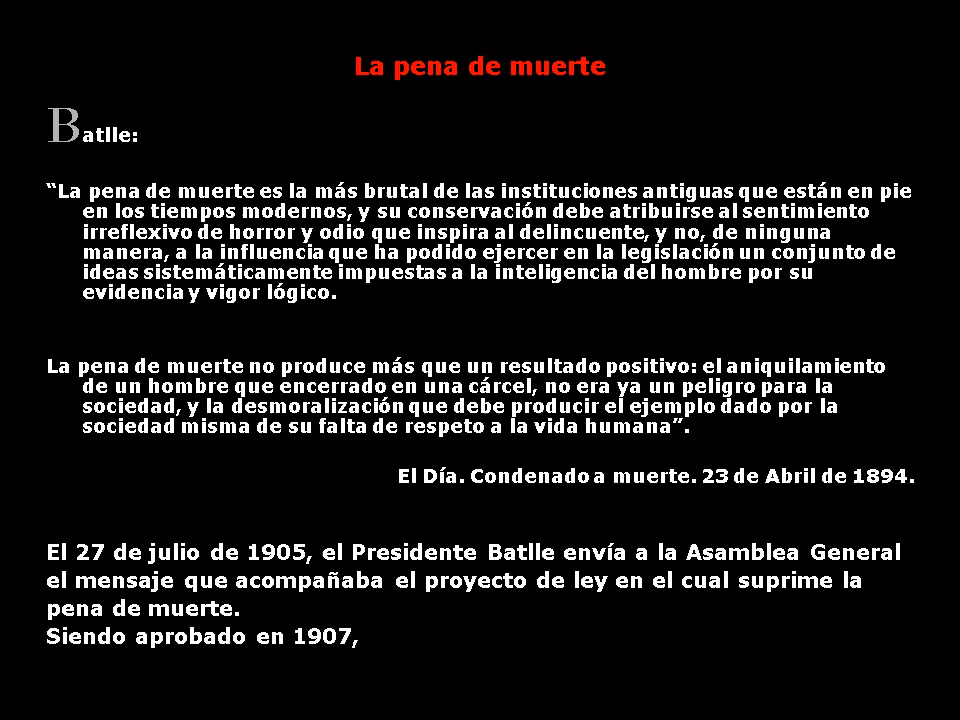 La pena de muerte
Batlle:
“La pena de muerte es la más brutal de las instituciones antiguas que están en pie
en los tiempos modernos, y su conservación debe atribuirse al sentimiento
irreflexivo de horror y odio que inspira al delincuente, y no, de ninguna
manera, a la influencia que ha podido ejercer en la legislación un conjunto de
ideas sistemáticamente impuestas a la inteligencia del hombre por su
evidencia y vigor lógico.
La pena de muerte no produce más que un resultado positivo: el aniquilamiento
de un hombre que encerrado en una cárcel, no era ya un peligro para la
sociedad, y la desmoralización que debe producir el ejemplo dado por la
sociedad misma de su falta de respeto a la vida humana”.
El Día. Condenado a muerte. 23 de Abril de 1894.
El 27 de julio de 1905, el Presidente Batlle envía a la Asamblea General
el mensaje que acompañaba el proyecto de ley en el cual suprime la
pena de muerte.
Siendo aprobado en 1907,